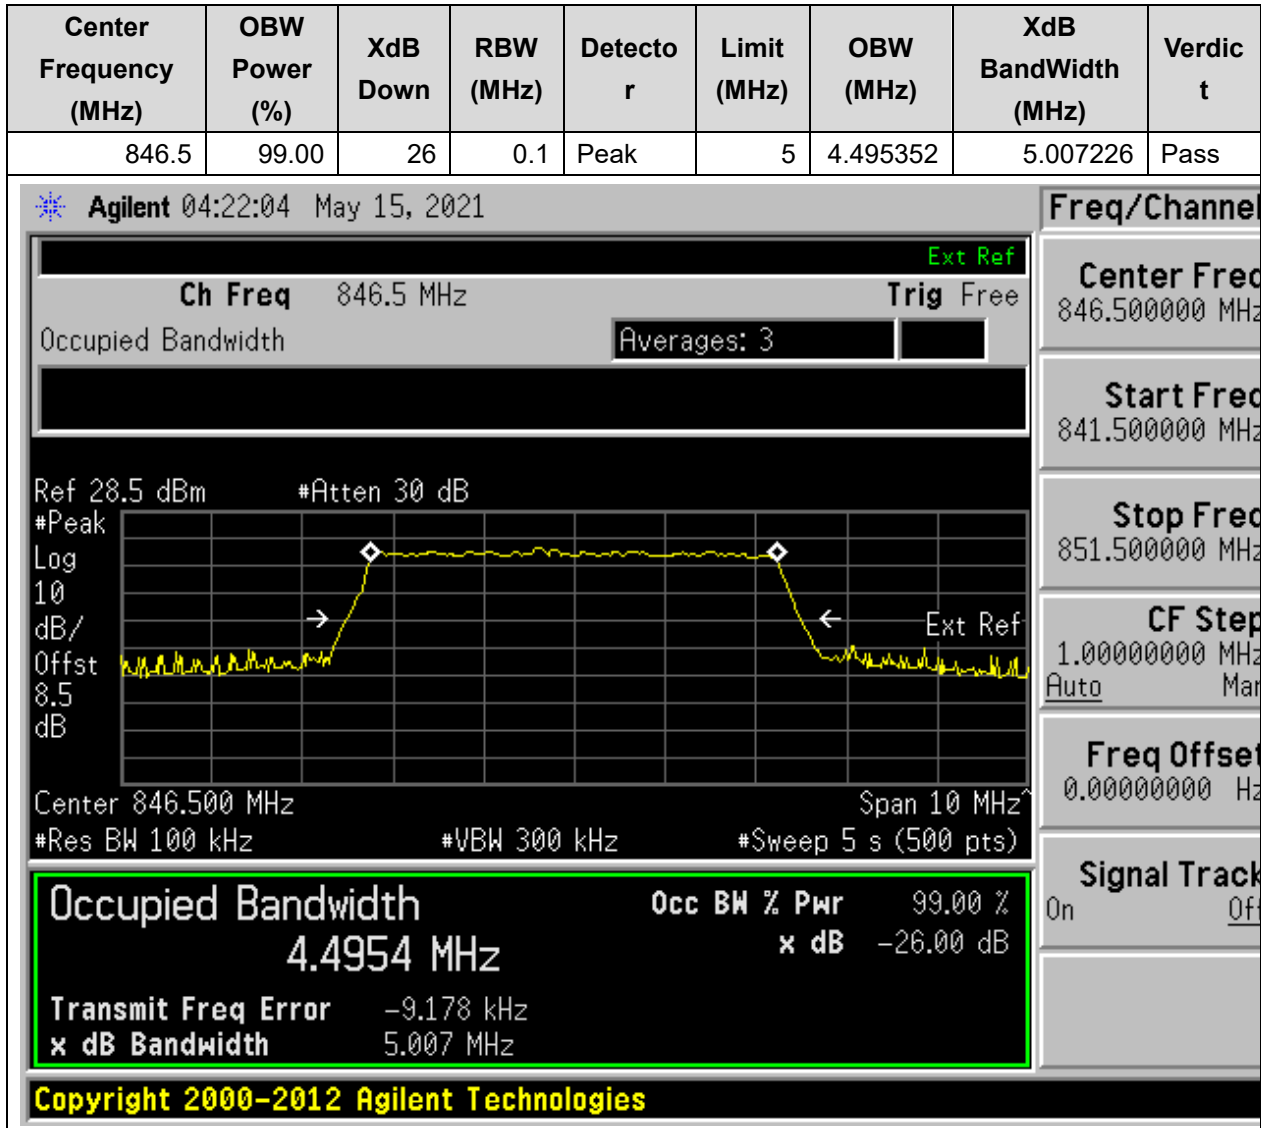 Center Frequency (MHz) OBW Power (%) XdB Down RBW (MHz) Detecto r Limit (MHz) OBW (MHz) XdB BandWidth (MHz) Verdic t
846.5 99.00 26 0.1 Peak 5 4.495352 5.007226 Pass
Agilent 04:22:04 May 15, 2021
Freq/Channel
Ext Ref
Ch Freq 846.5 MHz Trig Free
Occupied Bandwidth Averages: 3
Center Freq
846.500000 MHz
Start Freq
841.500000 MHz
Ref 28.5 dBm #Atten 30 dB
#Peak
Log
10
dB/
Offst
8.5
dB
Ext Ref
Stop Freq
851.500000 MHz
CF Step
1.00000000 MHz
Auto Man
Freq Offset
0.00000000 Hz
Center 846.500 MHz Span 10 MHz^
#Res BW 100 kHz #VBW 300 kHz #Sweep 5 s (500 pts)
Signal Track
On Off
Occupied Bandwidth
4.4954 MHz
Occ BW % Pwr 99.00 %
x dB -26.00 dB
Transmit Freq Error -9.178 kHz
x dB Bandwidth 5.007 MHz
Copyright 2000-2012 Agilent Technologies